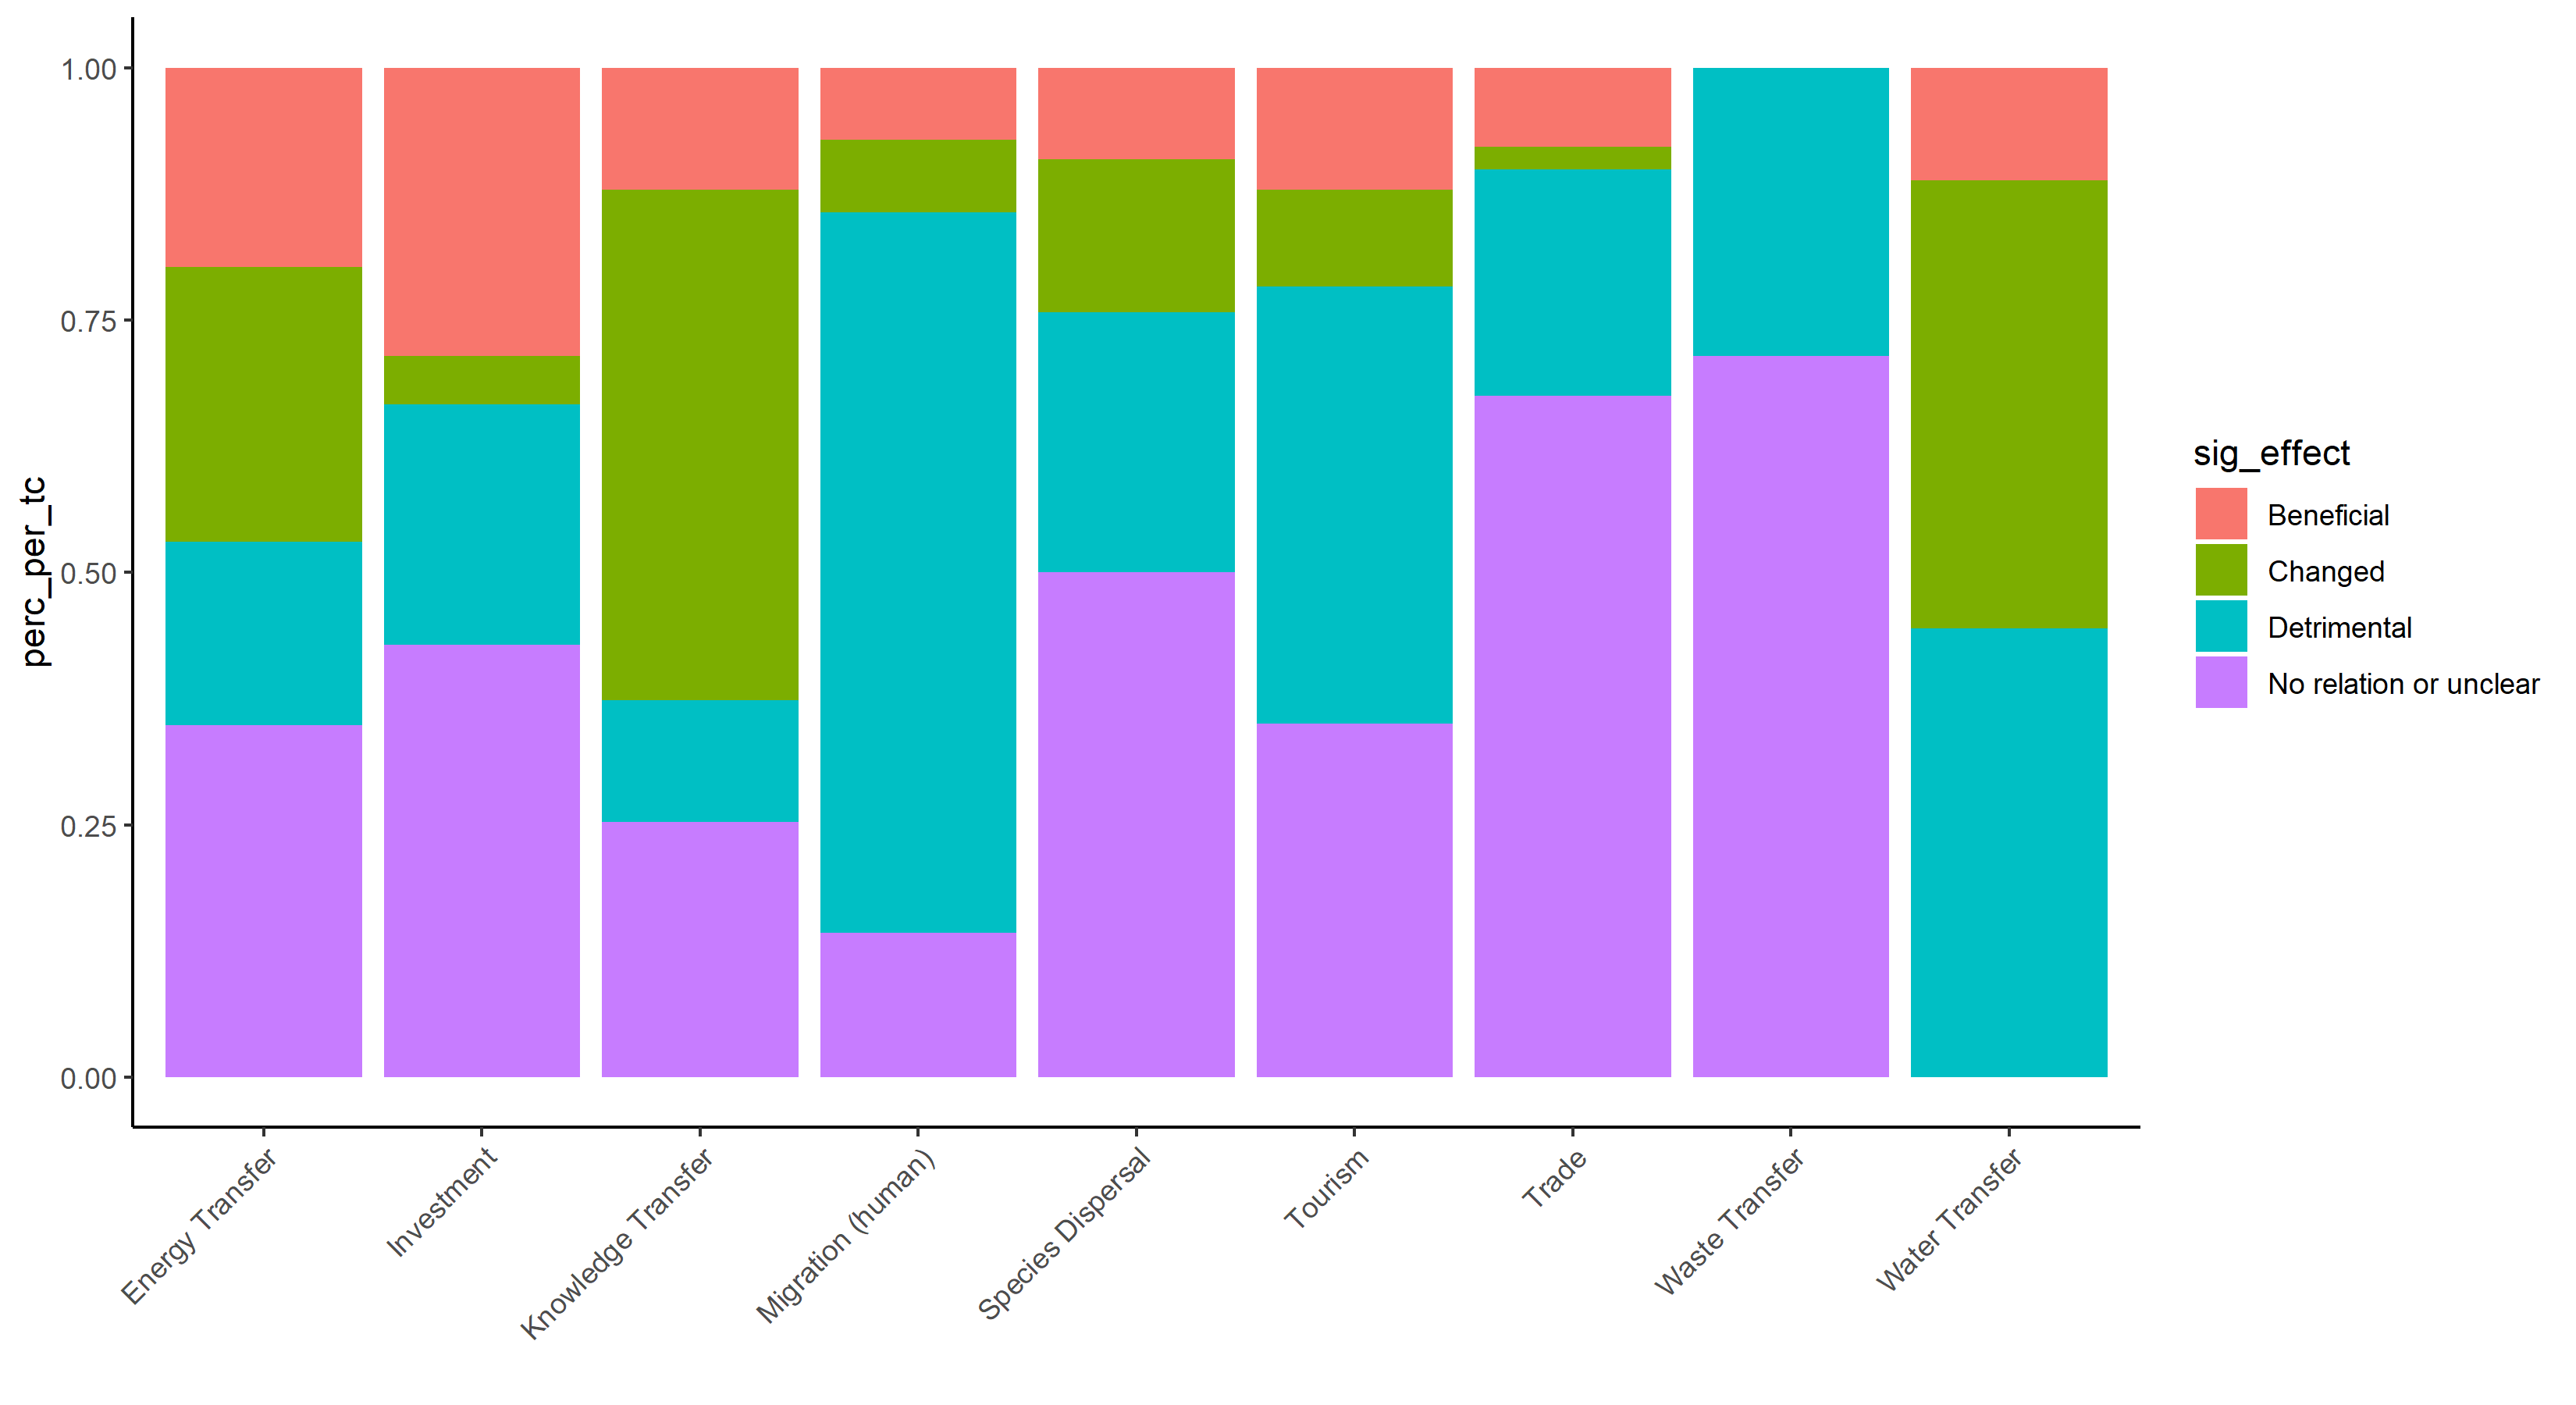 perc_per_tc
1.00
0.75
0.50
0.25
0.00
Energy Transfer
Investment
Knowledge Transfer
Migration (human)
Species Dispersal
Tourism
Trade
Waste Transfer
Water Transfer
sig_effect
Beneficial
Changed
Detrimental
No relation or unclear